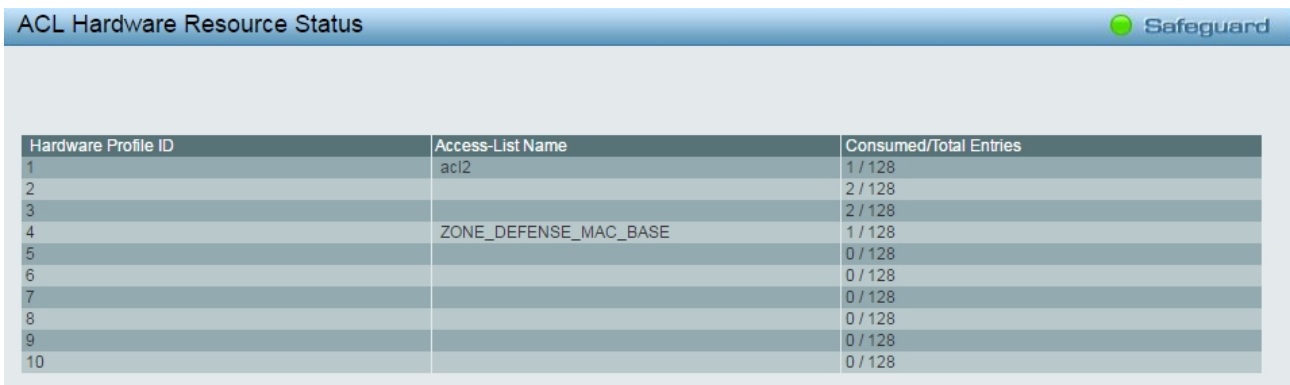 ACL Hardware Resource Status Safeguard
Hardware Profile ID Access-List Name Consumed/Total Entries
1 acl2 1 / 128
2 2 / 128
3 2 / 128
4 ZONE_DEFENSE_MAC_BASE 1 / 128
5 0 / 128
6 0 / 128
7 0 / 128
8 0 / 128
9 0 / 128
10 0 / 128